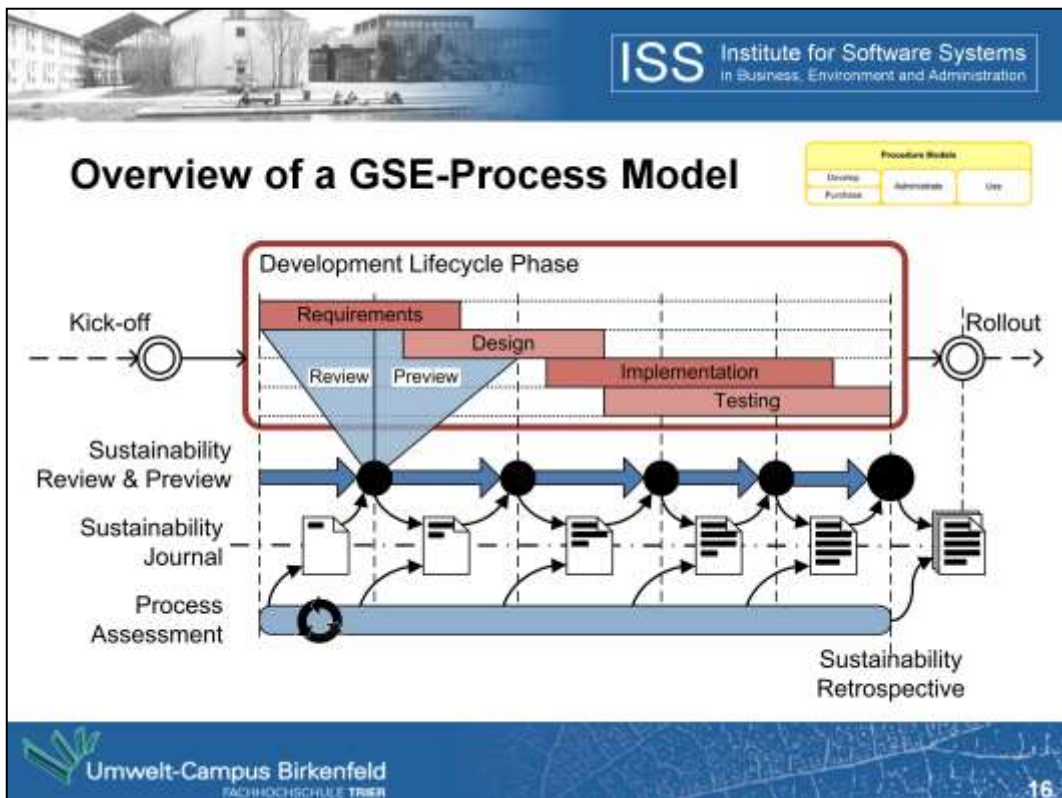 ISS Institute for Software Systems
in Business, Environment and Administration
Overview of a GSE-Process Model
Procedure Models
Develop
Purchase
Administrate
Use
Development Lifecycle Phase
Kick-off
Requirements
Rollout
Design
Review
Preview
Implementation
Testing
Sustainability
Review & Preview
Sustainability
Journal
Process
Assessment
Sustainability
Retrospective
Umwelt-Campus Birkenfeld
FACHHOCHSCHULE TRIER
16